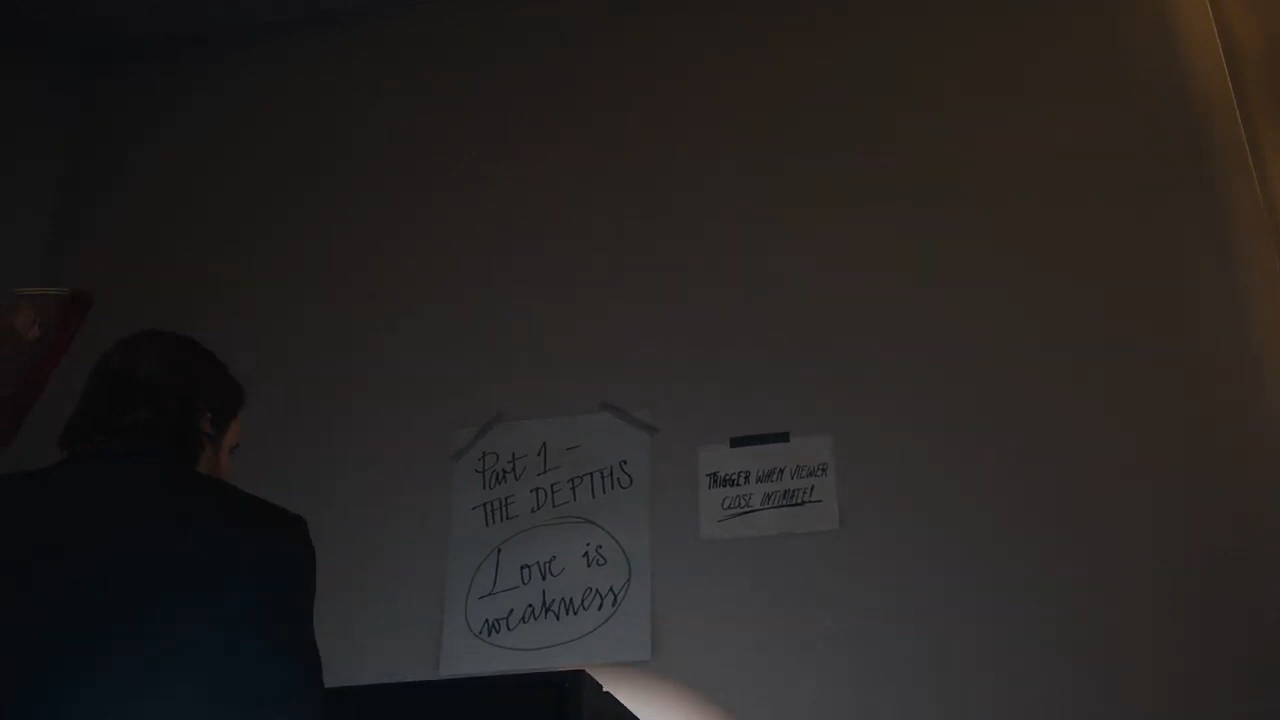 Part 1 -
THE DEPTHS
Love is
weakness
TRIGGER WHEN VIEWER
CLOSE INTIMATE!